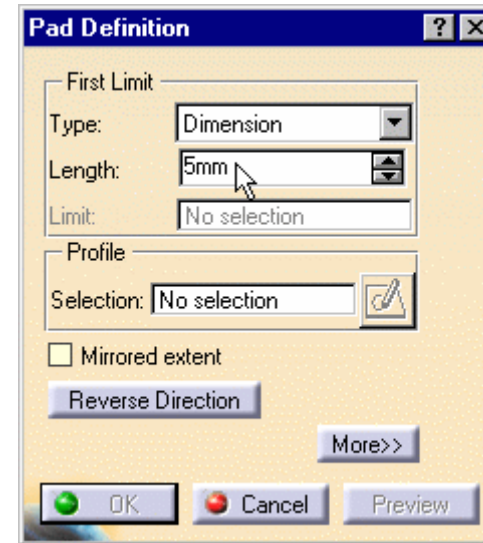 Pad Definition ?
First Limit
Type: Dimension
Length: 5mm
Limit: No selection
Profile
Selection: No selection
Mirrored extent
Reverse Direction
More>>
OK Cancel Preview